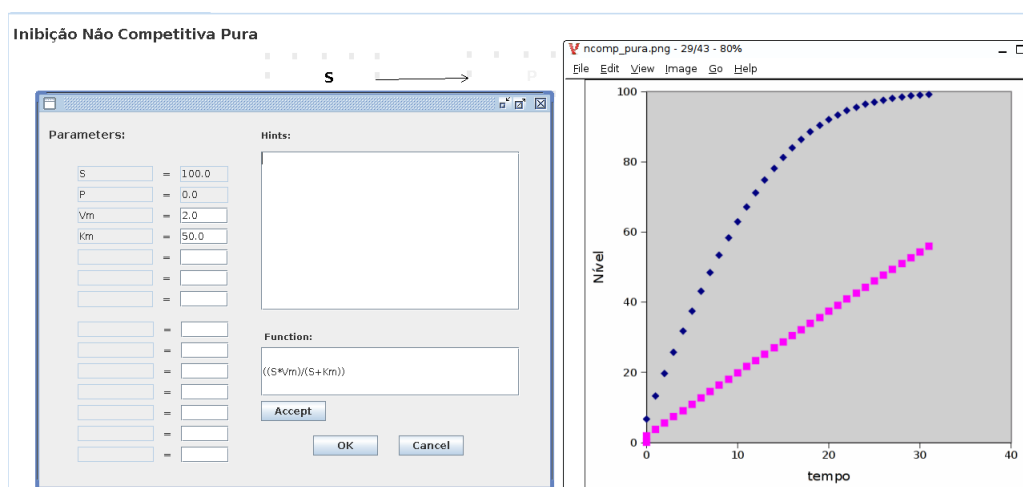 Inibição Não Competitiva Pura
S
P
Parameters:
S = 100.0
P = 0.0
Vm = 2.0
Km = 50.0
=
=
=
=
=
=
=
=
=
=
Hints:
Function:
((S*Vm)/(S+Km))
Accept
OK Cancel
ncomp_pura.png - 29/43 - 80%
File Edit View Image Go Help
100
80
60
40
20
0
Nível
0 10 20 30 40
tempo